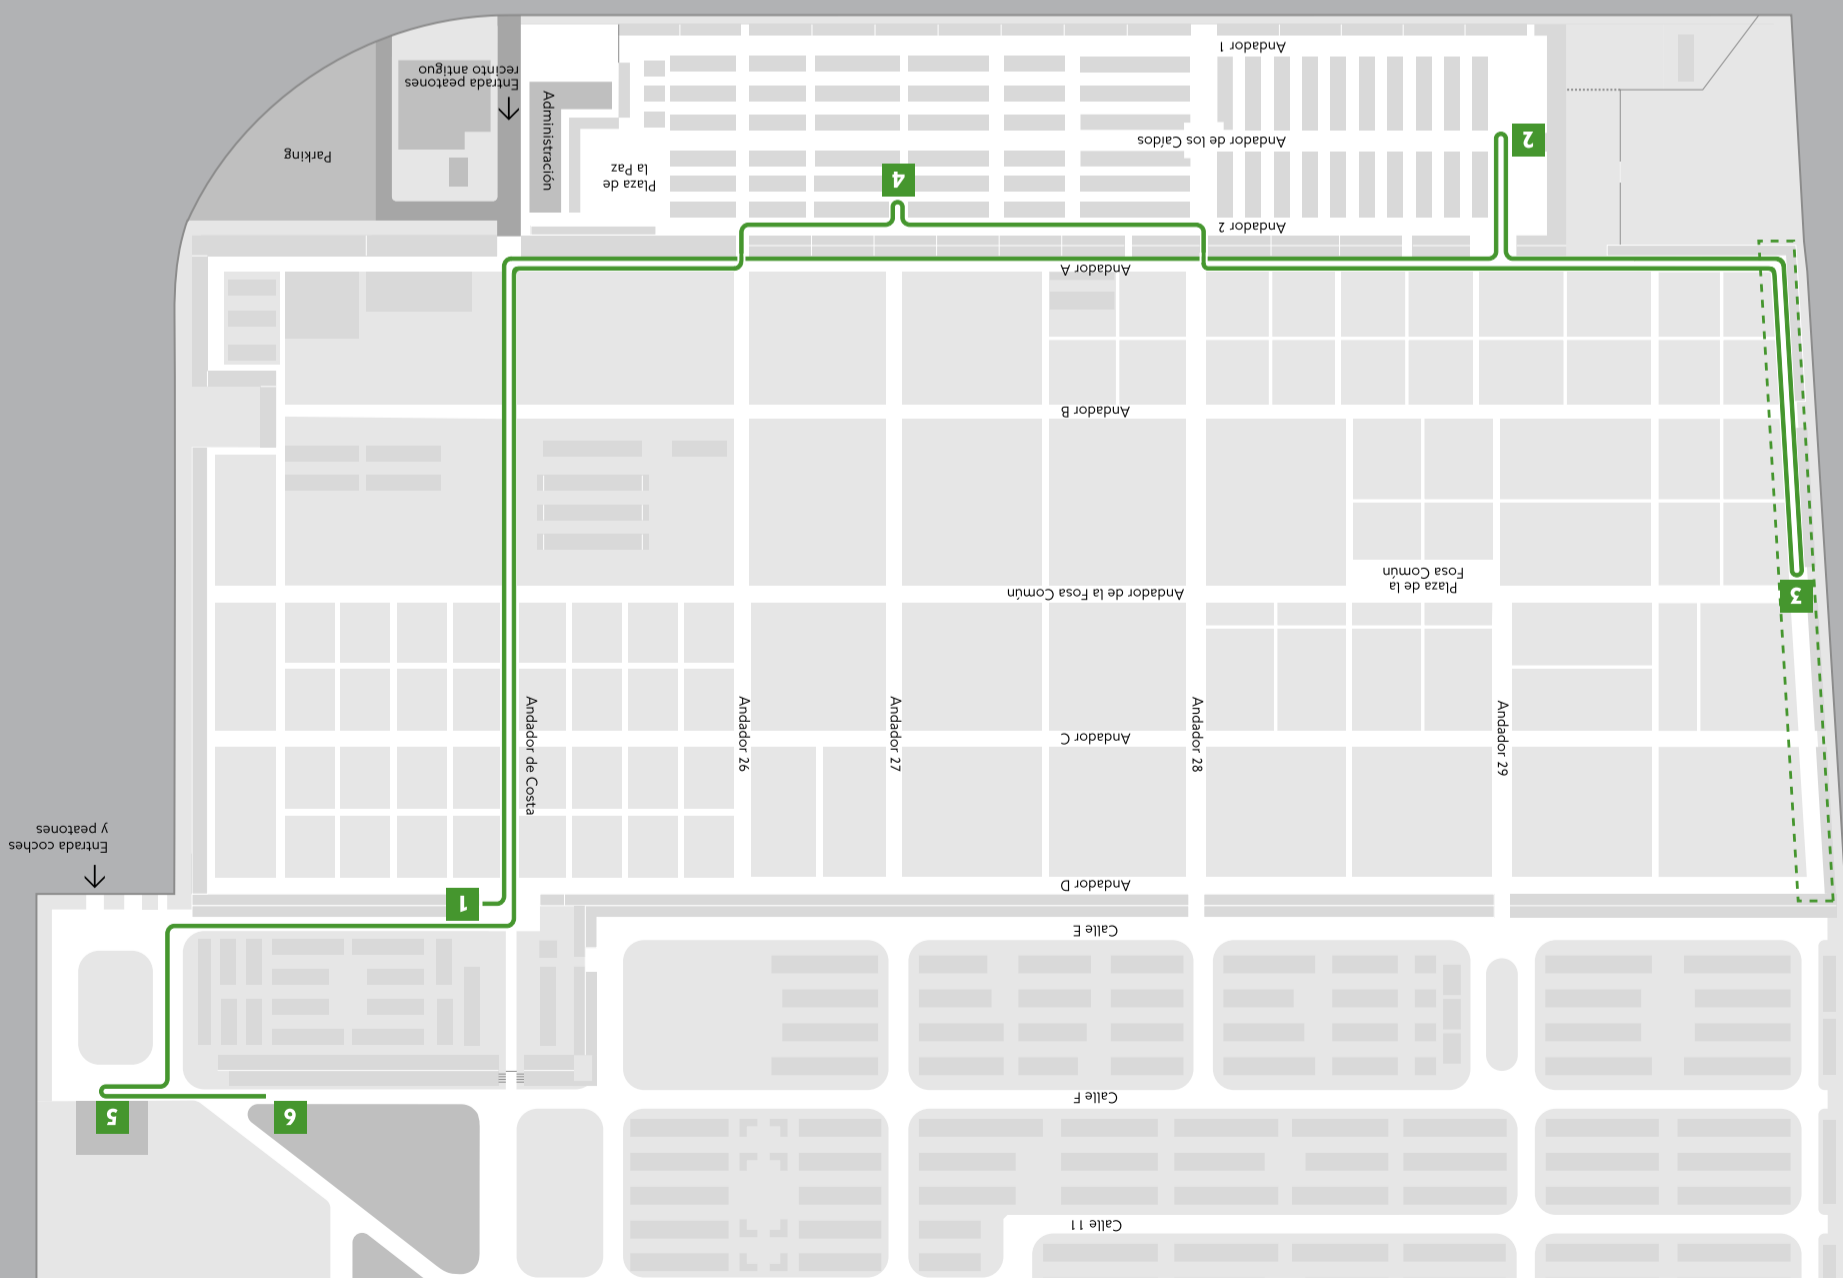 Calle 11
6
5
Calle F
Calle E
1
Andador D
Entrada coches
y peatones
Andador 29
Andador 28
Andador C
Andador 27
Andador 26
Andador de Costa
3
Andador de la Fosa Común
Plaza de la
Fosa Común
Andador B
Andador A
Andador 2
4
Plaza de
la Paz
Administración
Parking
2
Andador de los Caídos
Entrada peatones
recinto antiguo
Andador 1